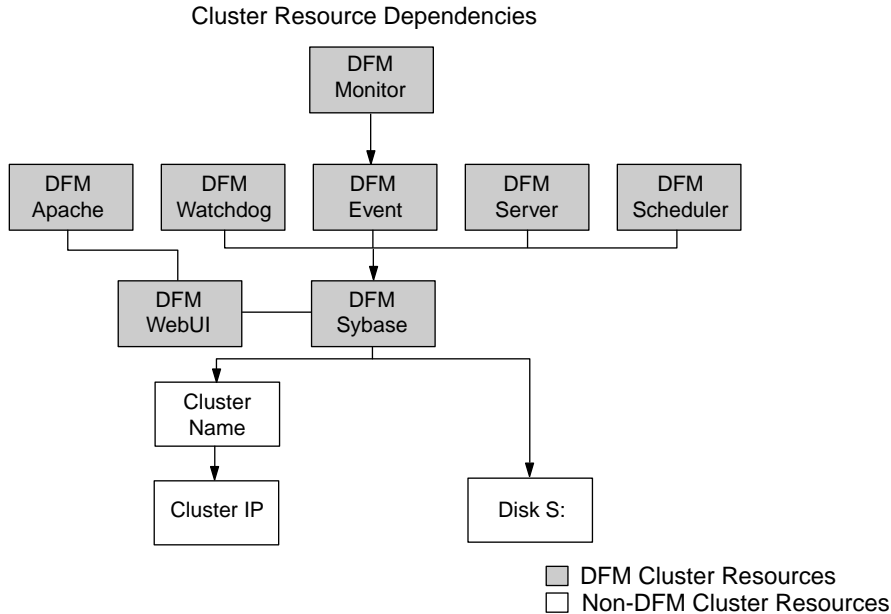 Cluster Resource Dependencies
DFM
Monitor
DFM
Apache
DFM
Watchdog
DFM
Event
DFM
Server
DFM
Scheduler
DFM
WebUI
DFM
Sybase
Cluster
Name
Cluster IP
Disk S:
DFM Cluster Resources
Non-DFM Cluster Resources